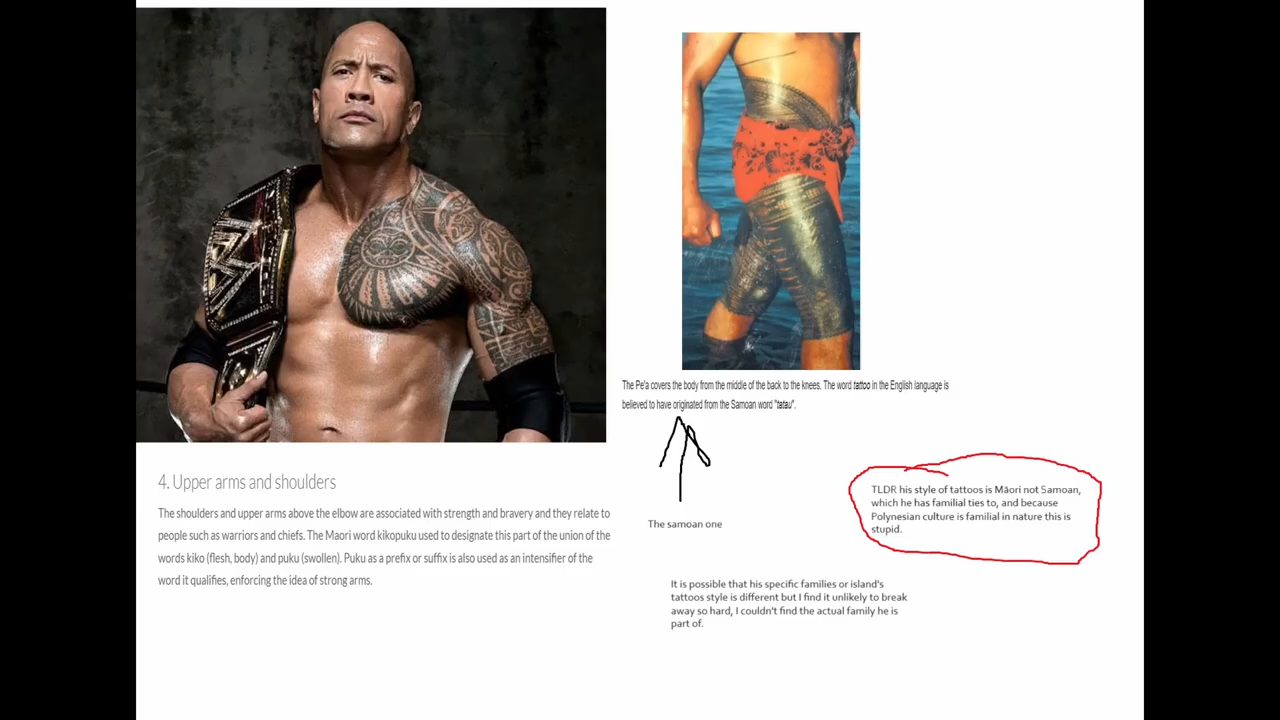 4. Upper arms and shoulders
The shoulders and upper arms above the elbow are associated with strength and bravery and they relate to
people such as warriors and chiefs. The Maori word kikopuku used to designate this part of the union of the
words kiko (flesh, body) and puku (swollen). Puku as a prefix or suffix is also used as an intensifier of the
word it qualifies, enforcing the idea of strong arms.
The Pe'a covers the body from the middle of the back to the knees. The word tattoo in the English language is
believed to have originated from the Samoan word "tatau".
The samoan one
TLDR his style of tattoos is Māori not Samoan,
which he has familial ties to, and because
Polynesian culture is familial in nature this is
stupid.
It is possible that his specific families or island's
tattoos style is different but I find it unlikely to break
away so hard, I couldn't find the actual family he is
part of.